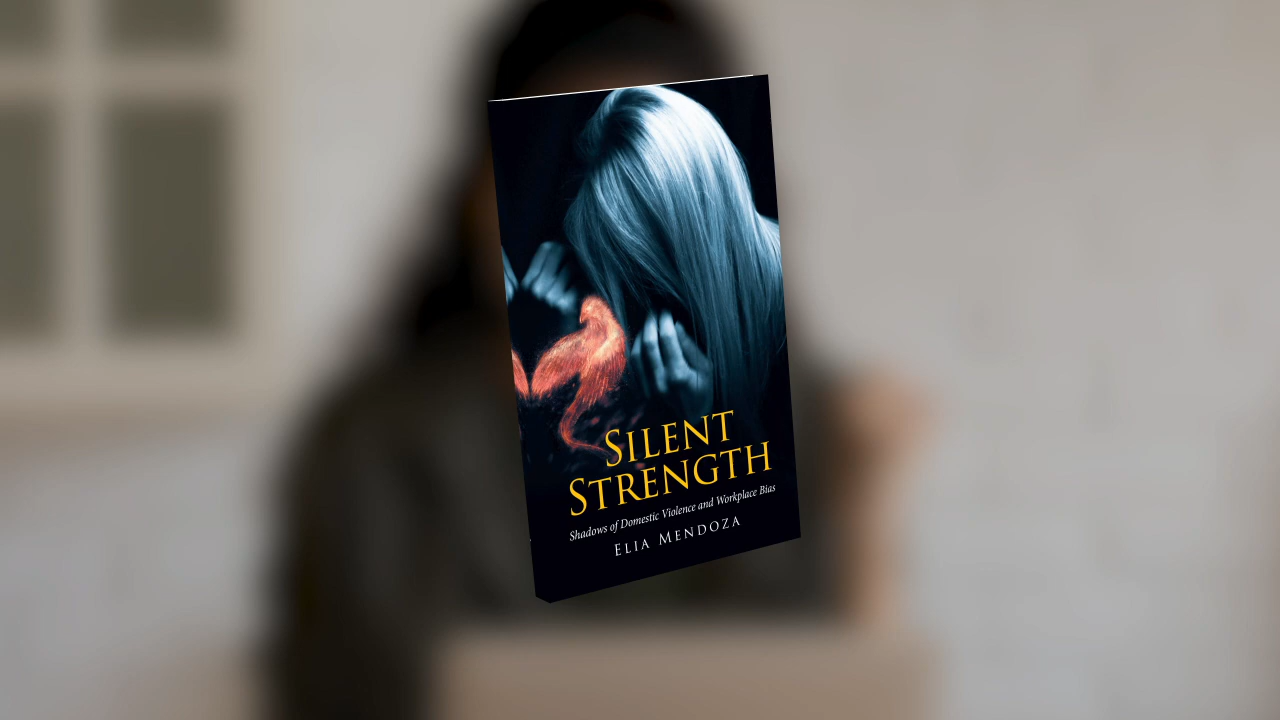 SILENT
STRENGTH
Shadows of Domestic Violence and Workplace Bias
ELIA MENDOZA